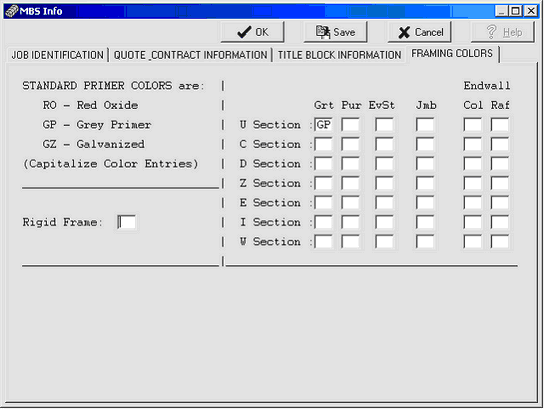 MBS Info
OK Save Cancel Help
JOB IDENTIFICATION QUOTE_CONTRACT INFORMATION TITLE BLOCK INFORMATION FRAMING COLORS
STANDARD PRIMER COLORS are: | Endwall
RO - Red Oxide | Grt Pur EvSt Jmb Col Raf
GP - Grey Primer | U Section : GP
GZ - Galvanized | C Section :
(Capitalize Color Entries) | D Section :
| Z Section :
| E Section :
Rigid Frame: | I Section :
| W Section :